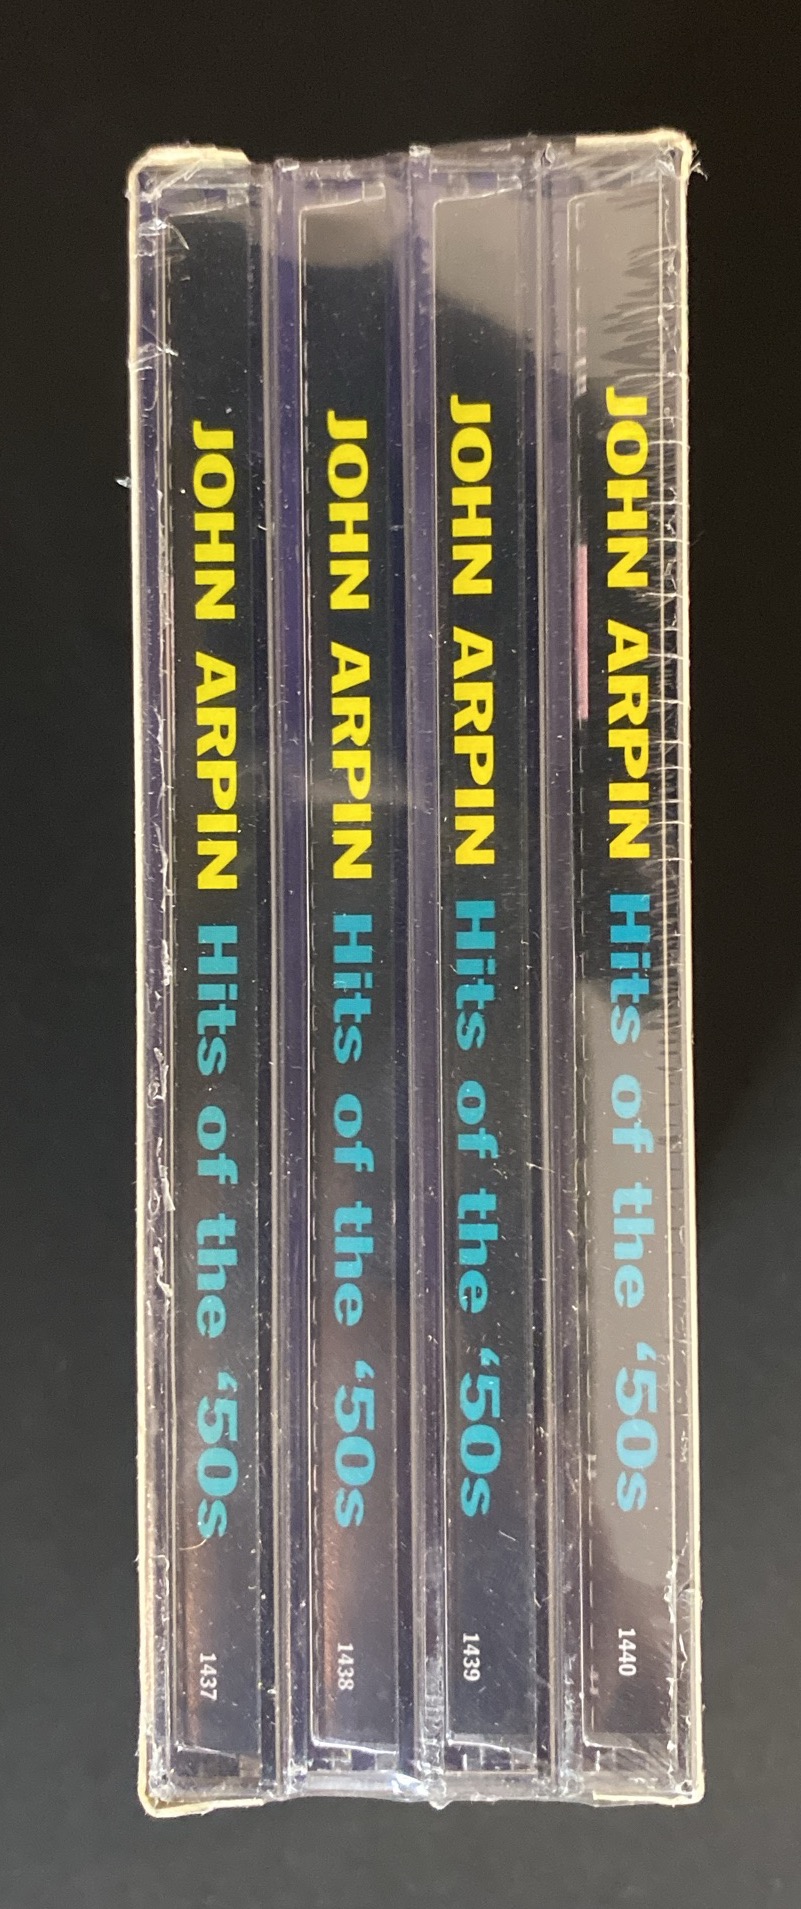 JOHN ARPIN Hits of the ‘50s 1440
JOHN ARPIN Hits of the ‘50s 1439
JOHN ARPIN Hits of the ‘50s 1438
JOHN ARPIN Hits of the ‘50s 1437